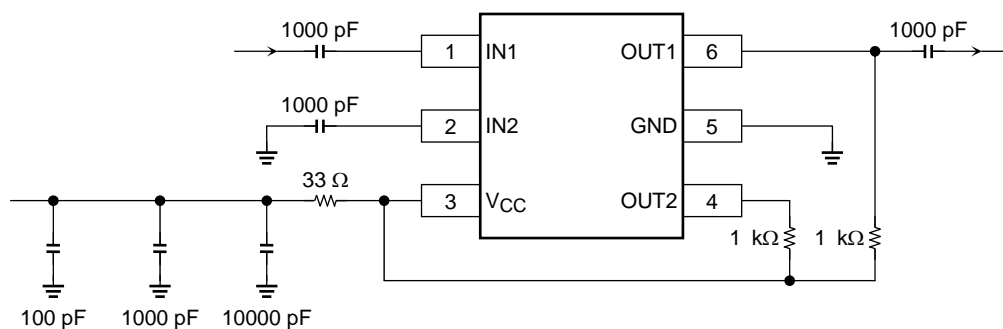 1000 pF
1000 pF
1 IN1 OUT1 6
1000 pF
2 IN2 GND 5
33 Ω
3 VCC OUT2 4
1 kΩ 1 kΩ
100 pF 1000 pF 10000 pF